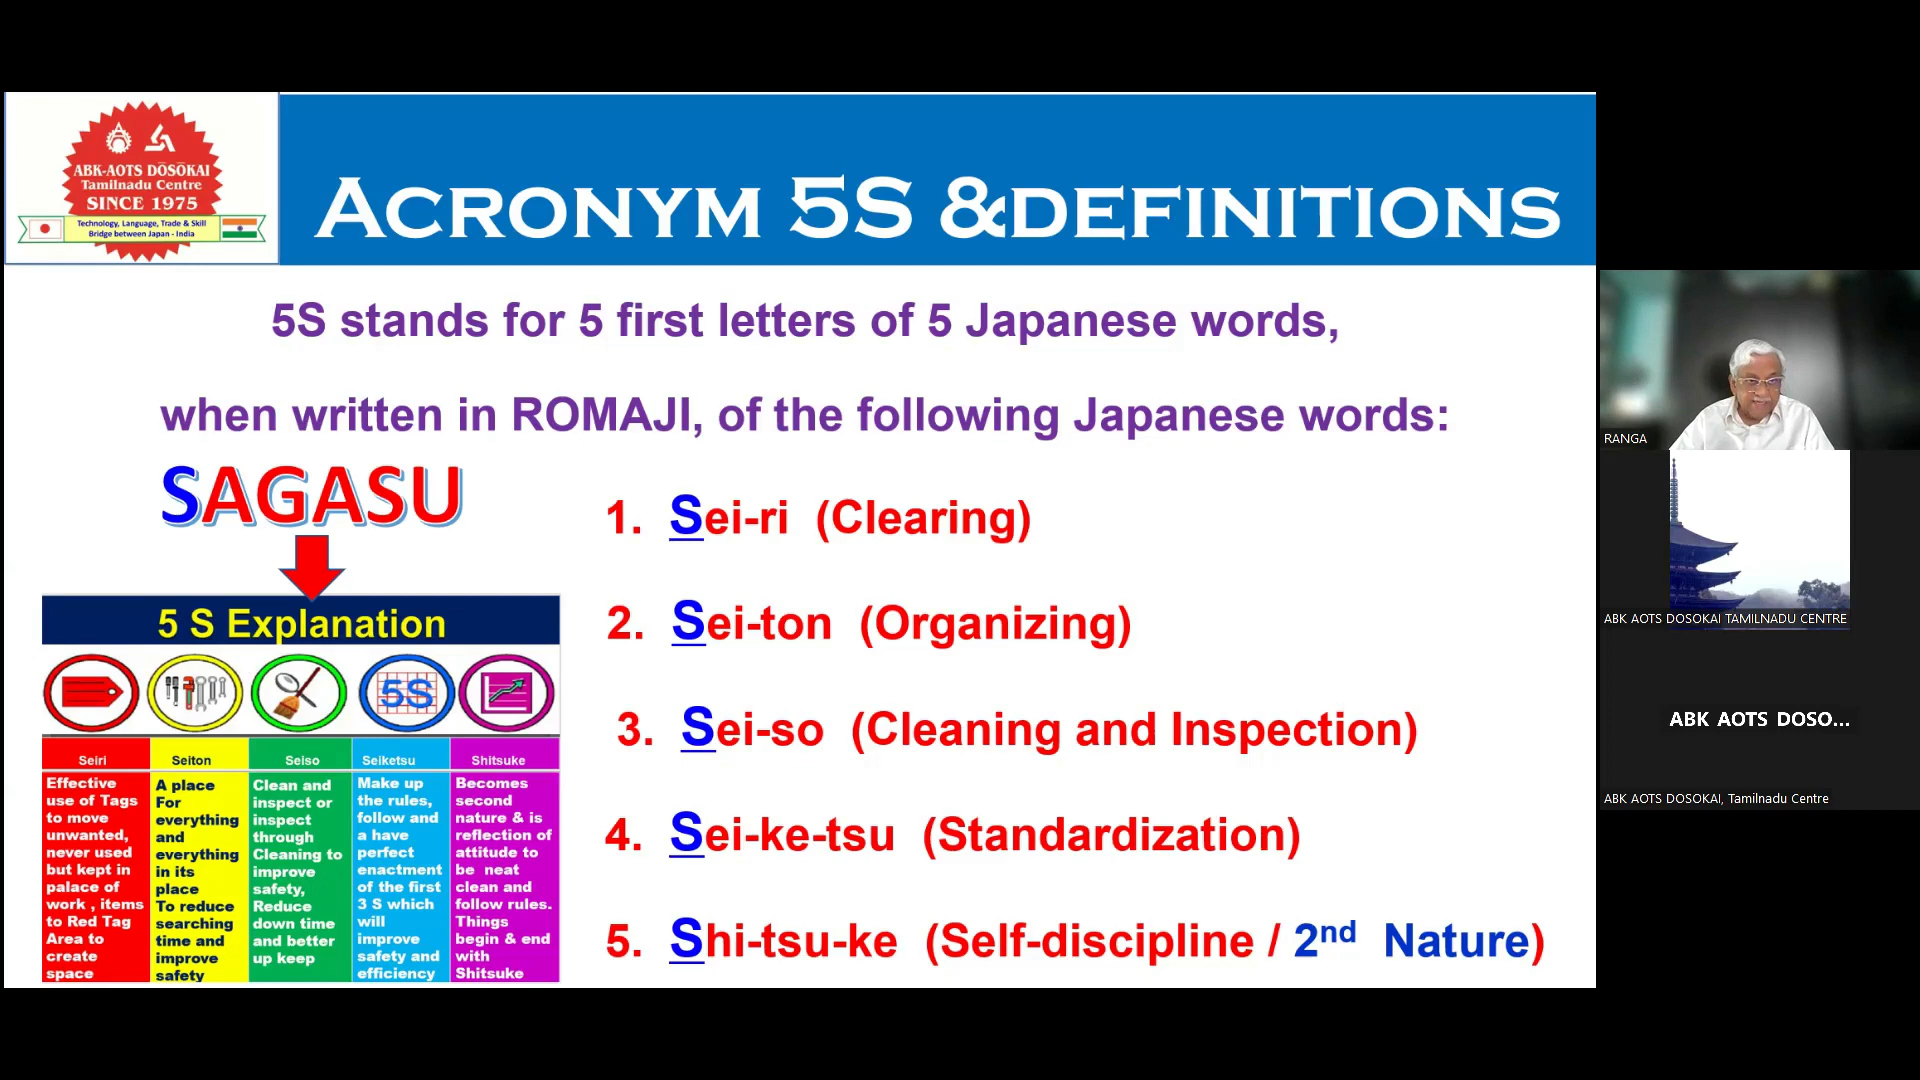 ABK-AOTS DŌSŌKAI
Tamilnadu Centre
SINCE 1975
Technology, Language, Trade & Skill
Bridge between Japan - India
ACRONYM 5S &DEFINITIONS
5S stands for 5 first letters of 5 Japanese words,
when written in ROMAJI, of the following Japanese words:
SAGASU
1. Sei-ri (Clearing)
2. Sei-ton (Organizing)
3. Sei-so (Cleaning and Inspection)
4. Sei-ke-tsu (Standardization)
5. Shi-tsu-ke (Self-discipline / 2nd Nature)
5 S Explanation
5S
Seiri
Effective
use of Tags
to move
unwanted,
never used
but kept in
palace of
work , items
to Red Tag
Area to
create
space
Seiton
A place
For
everything
and
everything
in its
place
To reduce
searching
time and
improve
safety
Seiso
Clean and
inspect or
inspect
through
Cleaning to
improve
safety,
Reduce
down time
and better
up keep
Seiketsu
Make up
the rules,
follow and
a have
perfect
enactment
of the first
3 S which
will
improve
safety and
efficiency
Shitsuke
Becomes
second
nature & is
reflection of
attitude to
be neat
clean and
follow rules.
Things
begin & end
with
Shitsuke
RANGA
ABK AOTS DOSOKAI TAMILNADU CENTRE
ABK AOTS DOSO...
ABK AOTS DOSOKAI, Tamilnadu Centre